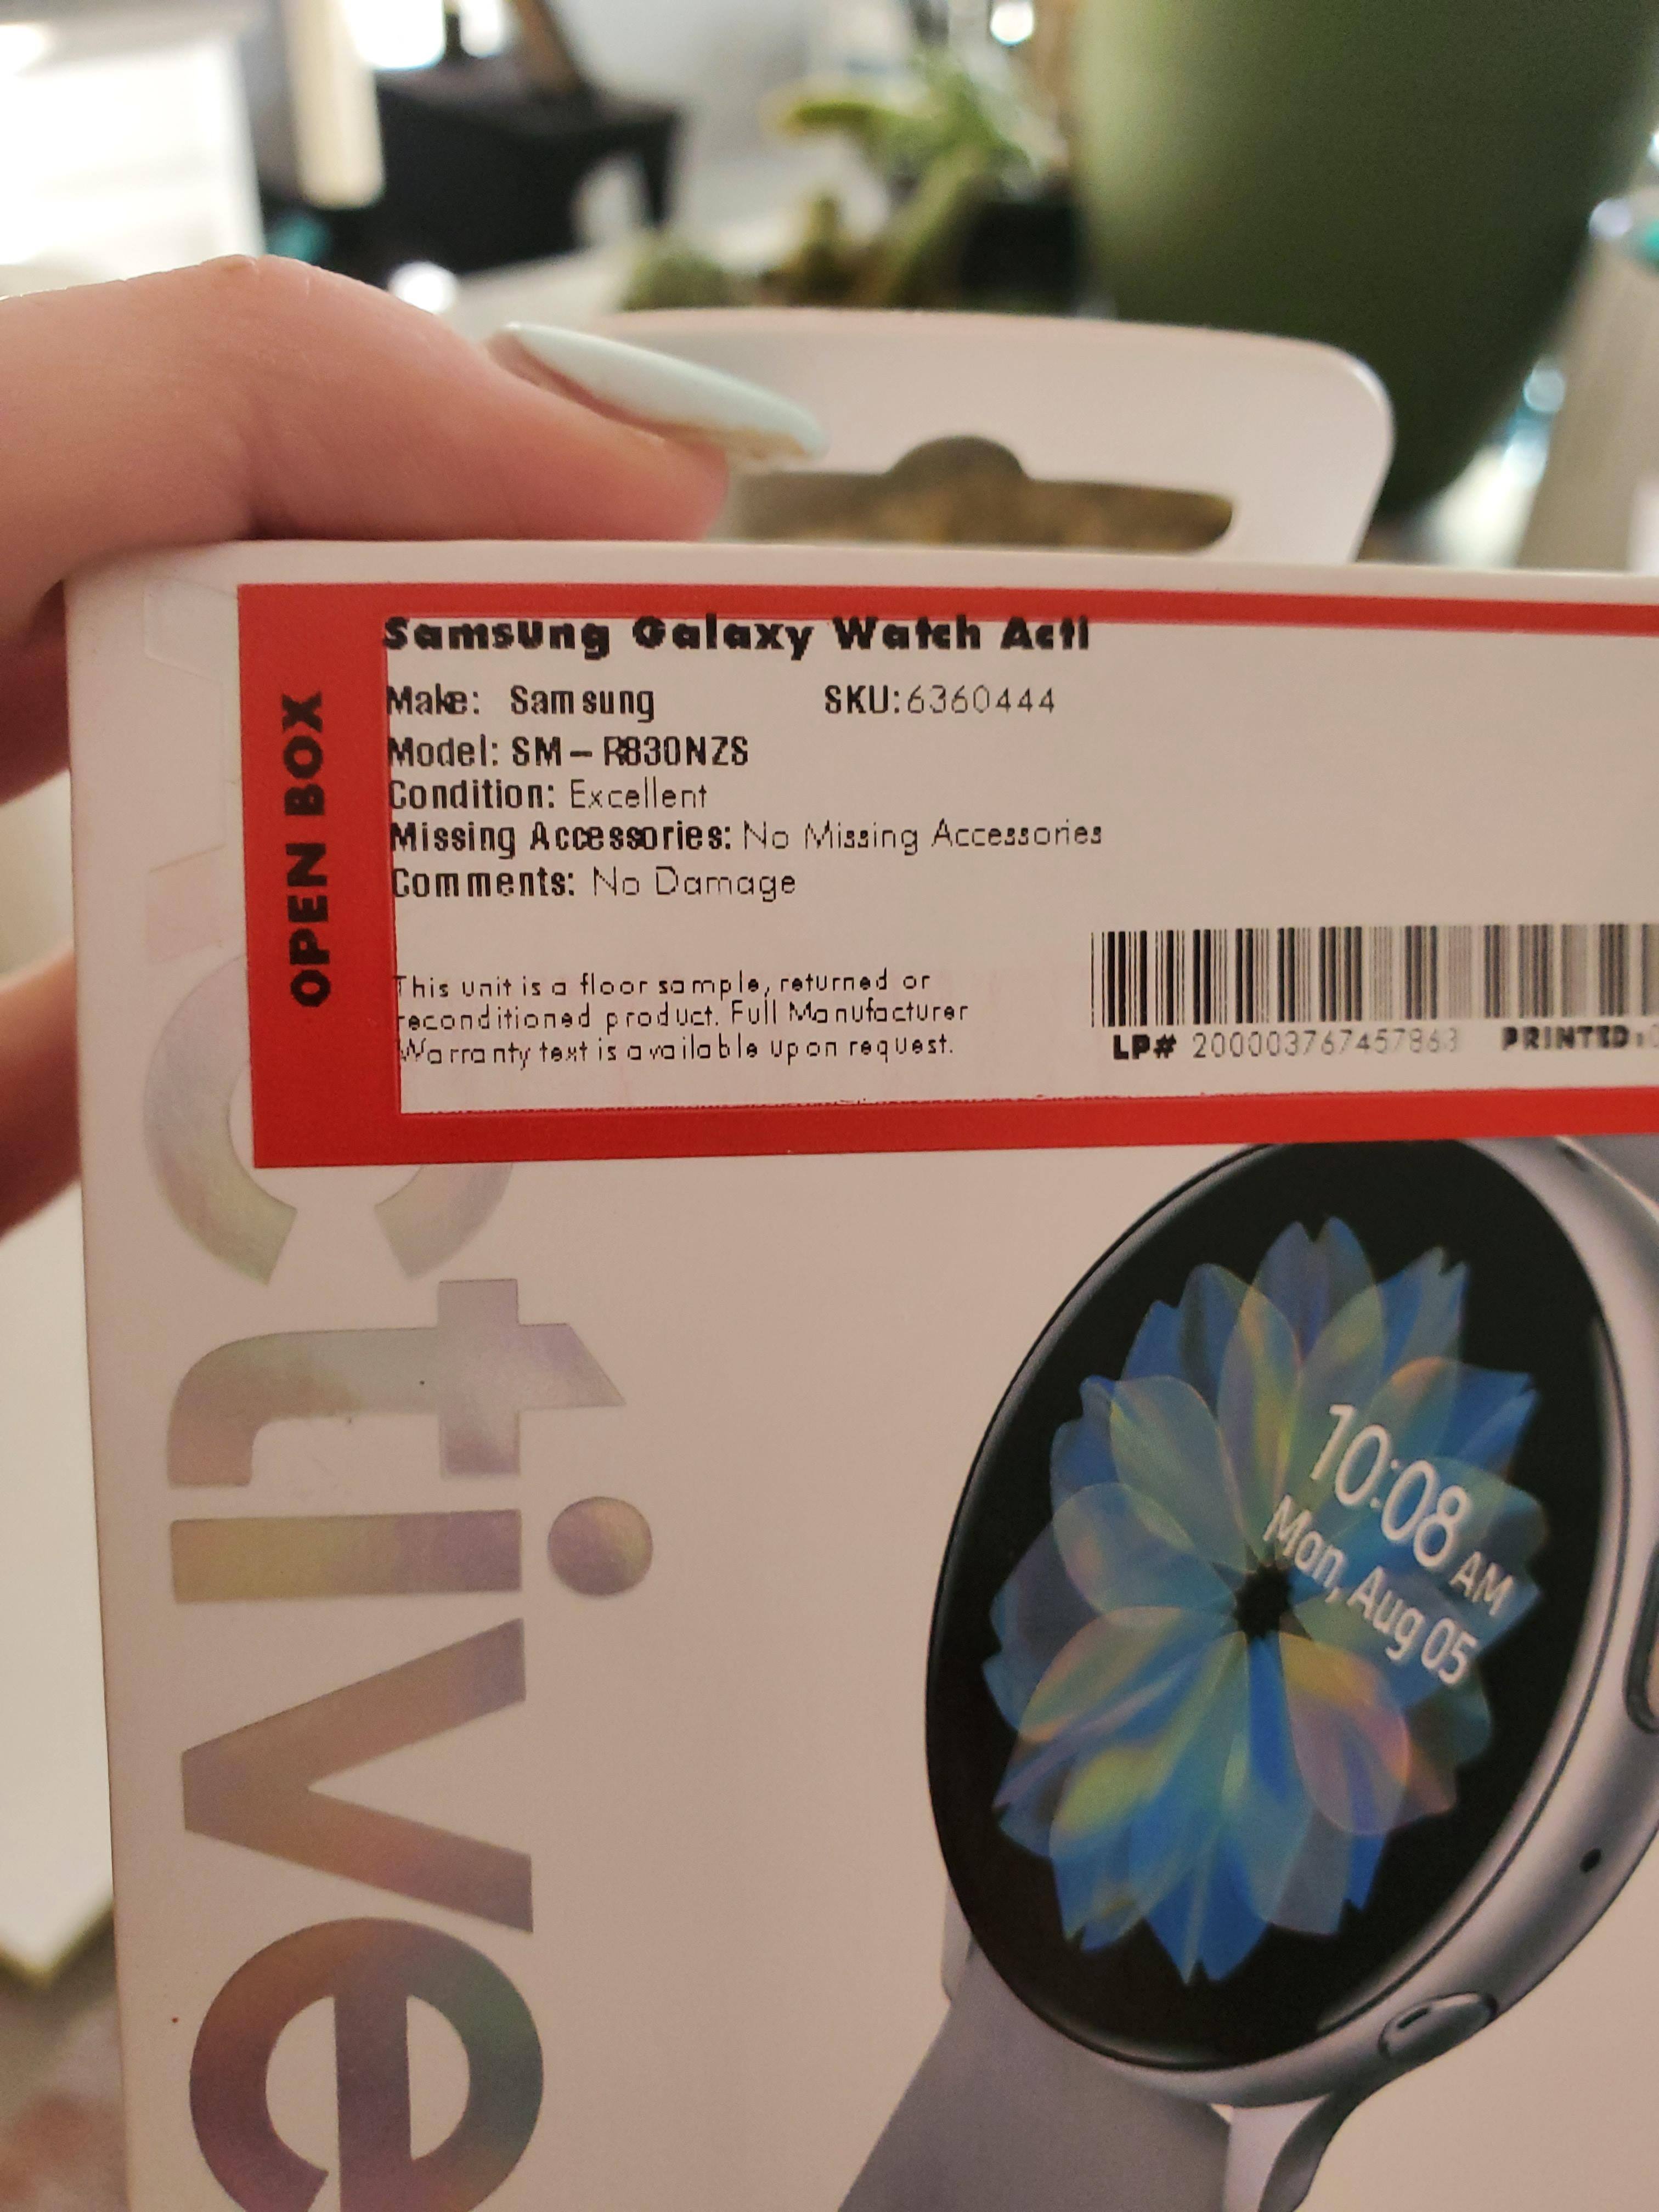 Samsung Galaxy Watch Acti
Make: Samsung SKU:6360444
Model: SM-R830NZS
Condition: Excellent
Missing Accessories: No Missing Accessories
Comments: No Damage
OPEN BOX
This unit is a floor sample, returned or
reconditioned product. Full Manufacturer
Warranty text is available upon request.
LP# 200003767457863 PRINTED:
ctive
10:08 AM
Mon, Aug 05